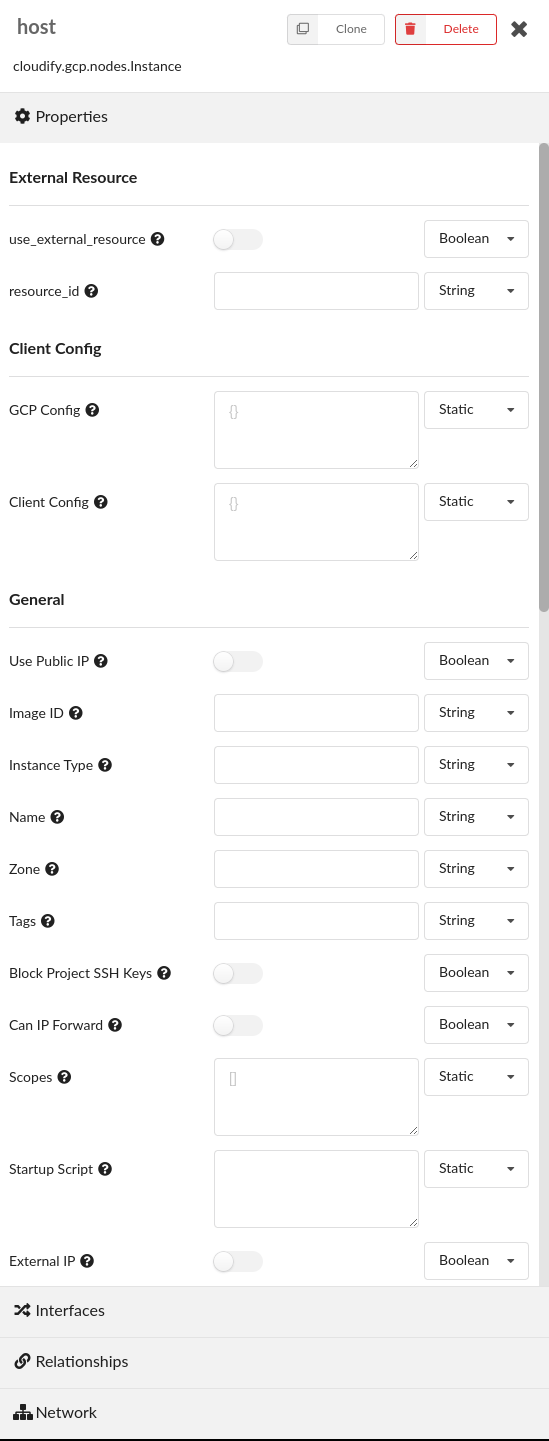 host
Clone
Delete
cloudify.gcp.nodes.Instance
Properties
External Resource
use_external_resource
Boolean
resource_id
String
Client Config
GCP Config
{}
Static
Client Config
{}
Static
General
Use Public IP
Boolean
Image ID
String
Instance Type
String
Name
String
Zone
String
Tags
String
Block Project SSH Keys
Boolean
Can IP Forward
Boolean
Scopes
[]
Static
Startup Script
Static
External IP
Boolean
Interfaces
Relationships
Network